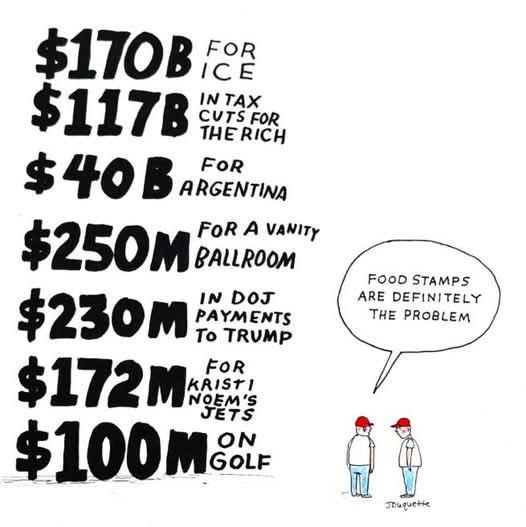 $170B FOR
ICE
$117B IN TAX
CUTS FOR
THE RICH
$40B FOR
ARGENTINA
$250M FOR A VANITY
BALLROOM
$230M IN DOJ
PAYMENTS
TO TRUMP
$172M FOR
KRISTI
NOEM'S
JETS
$100M ON
GOLF
FOOD STAMPS
ARE DEFINITELY
THE PROBLEM
JDuquette